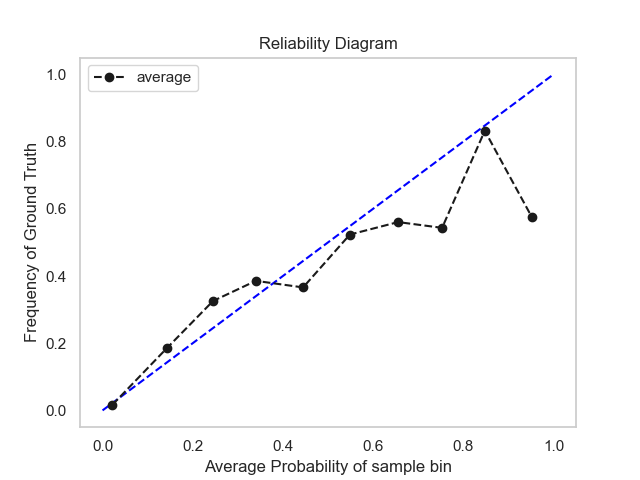 Reliability Diagram
average
Frequency of Ground Truth
1.0
0.8
0.6
0.4
0.2
0.0
0.0 0.2 0.4 0.6 0.8 1.0
Average Probability of sample bin